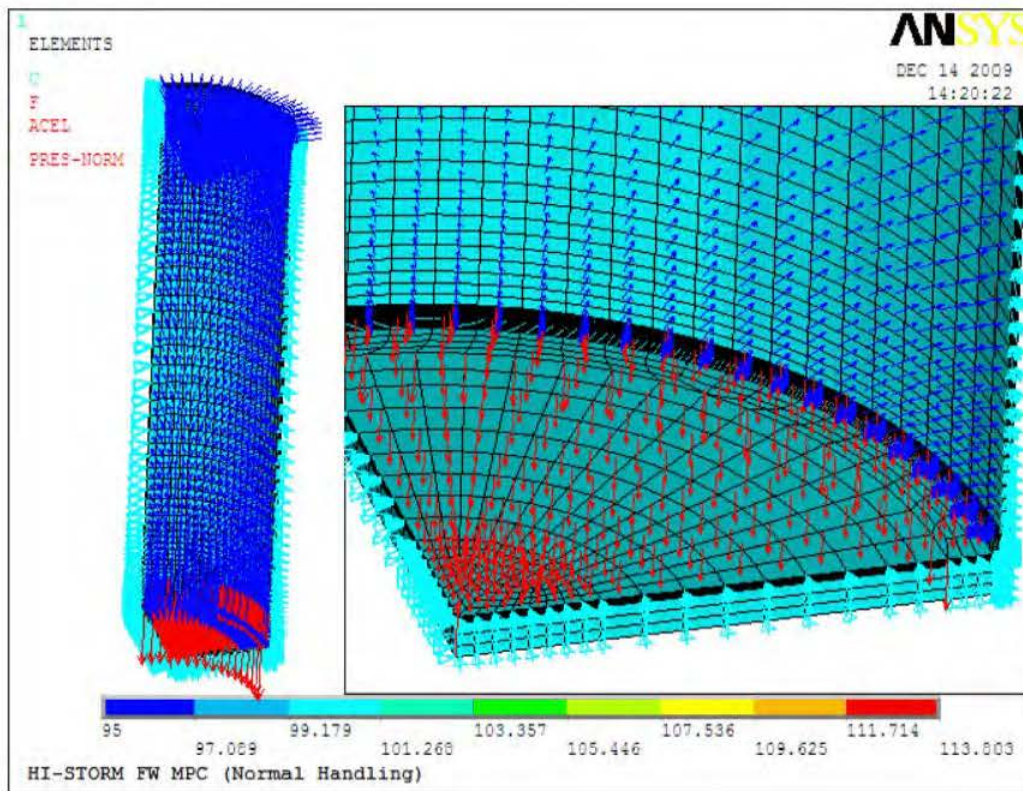 1
ELEMENTS
ANSYS
DEC 14 2009
14:20:22
U
F
ACEL
PRES-NORM
95 99.179 103.357 107.536 111.714
97.089 101.268 105.446 109.625 113.803
HI-STORM FW MPC (Normal Handling)